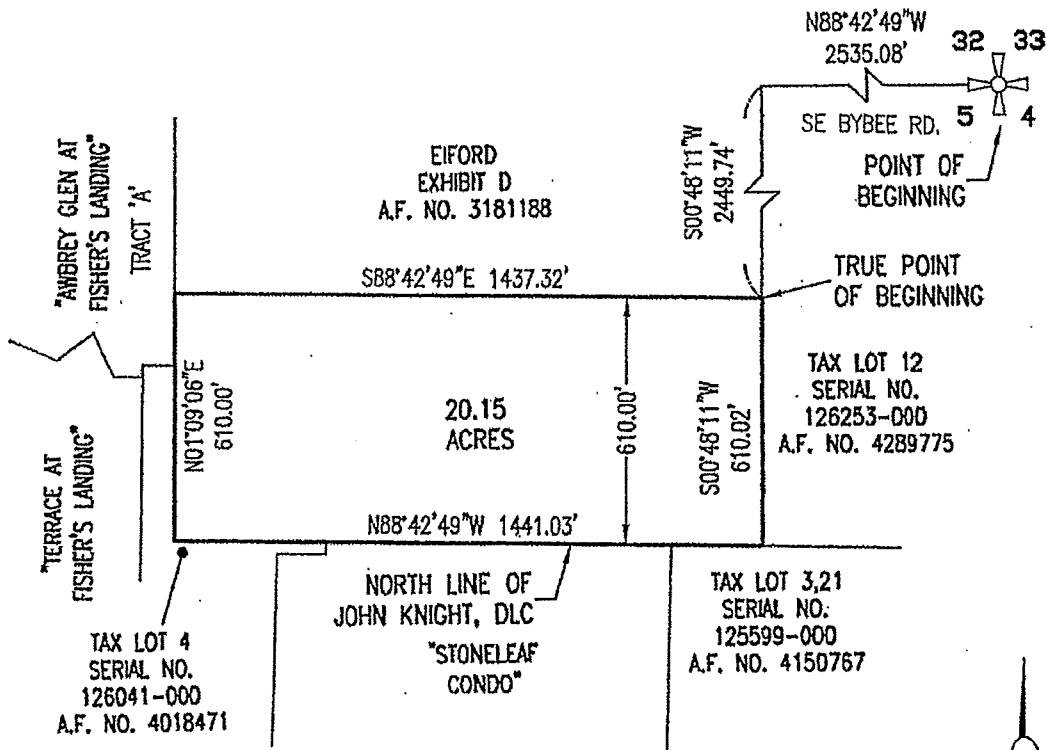 N88°42'49"W
2535.08'
32 33
5 4
SE BYBEE RD.
POINT OF
BEGINNING
S00°48'11"W
2449.74'
EIFORD
EXHIBIT D
A.F. NO. 3181188
"AWBREY GLEN AT
FISHER'S LANDING"
TRACT 'A'
S88°42'49"E 1437.32'
TRUE POINT
OF BEGINNING
N01°09'06"E
610.00'
20.15
ACRES
610.00'
S00°48'11"W
610.02'
TAX LOT 12
SERIAL NO.
126253-000
A.F. NO. 4289775
"TERRACE AT
FISHER'S LANDING"
N88°42'49"W 1441.03'
NORTH LINE OF
JOHN KNIGHT, DLC
"STONELEAF
CONDO"
TAX LOT 3,21
SERIAL NO.
125599-000
A.F. NO. 4150767
TAX LOT 4
SERIAL NO.
126041-000
A.F. NO. 4018471